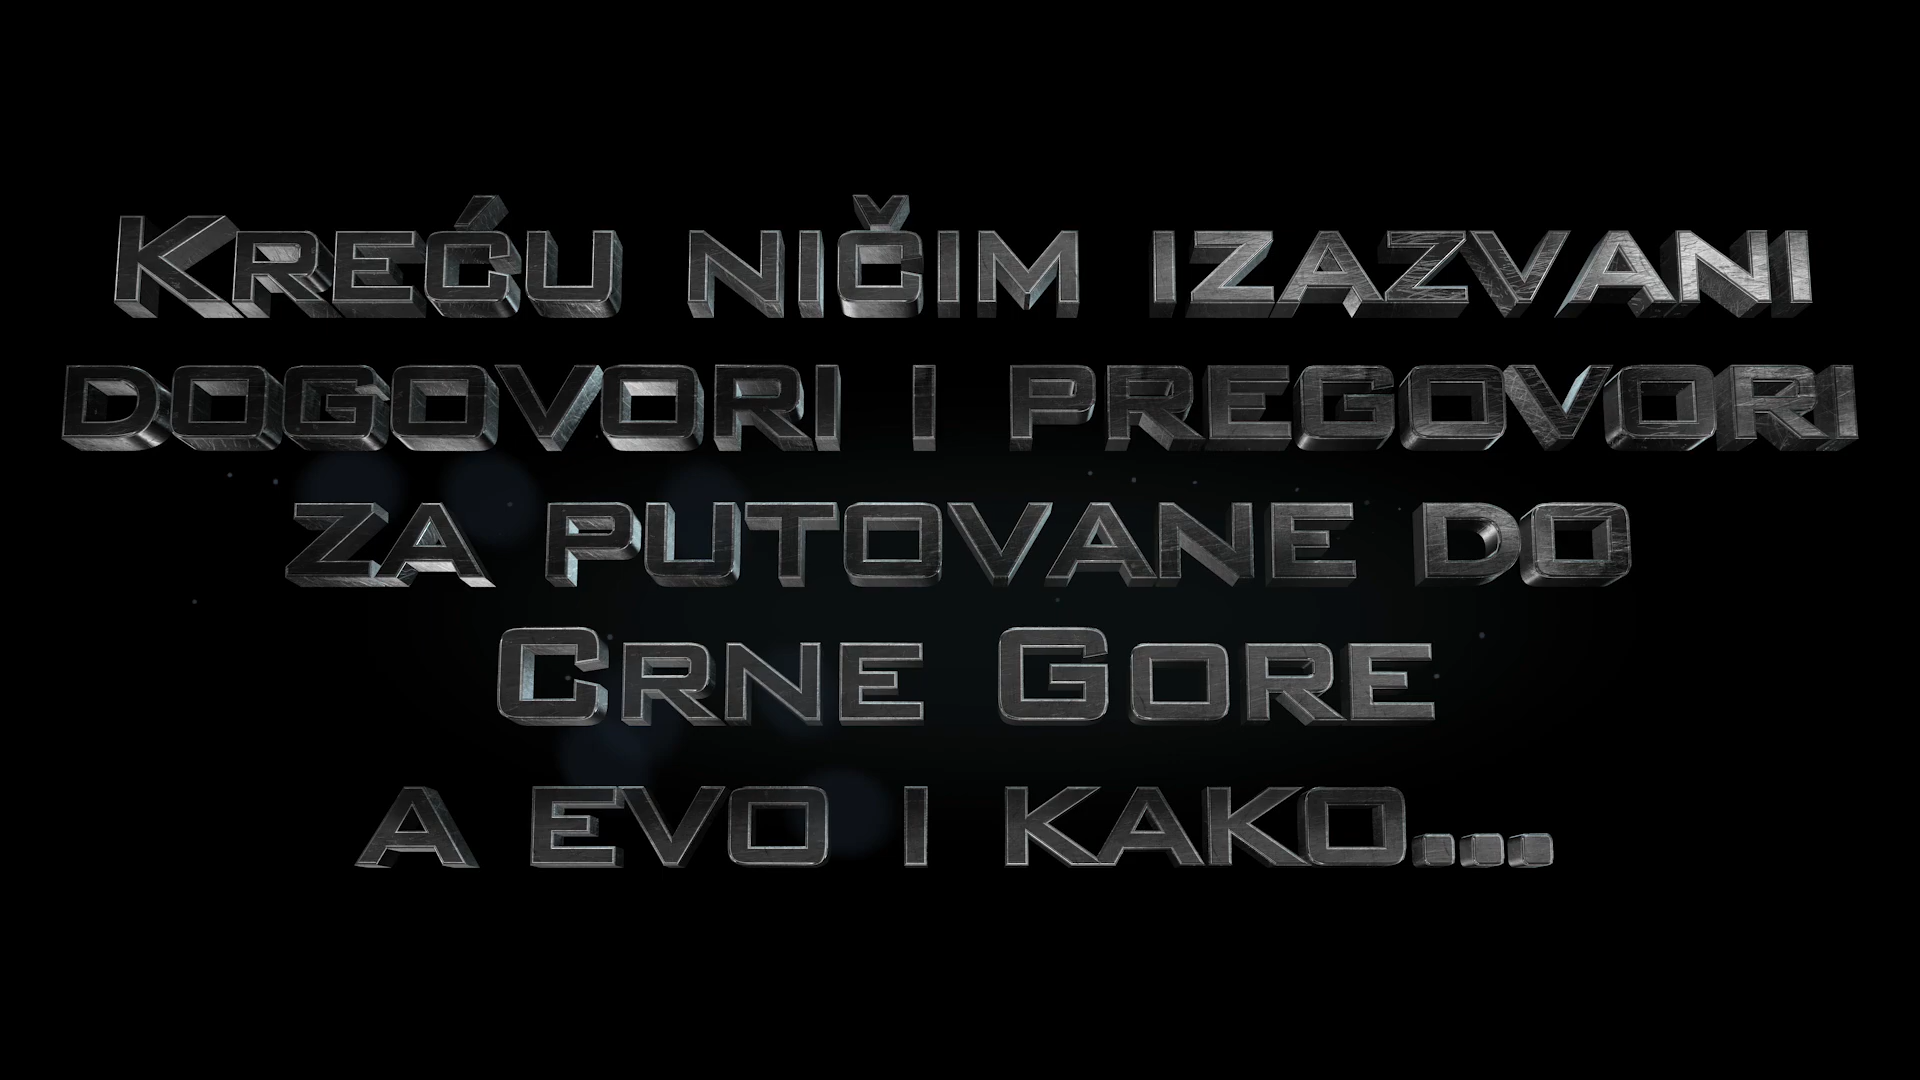 Kreću ničim izazvani
dogovori i pregovori
za putovane do
Crne Gore
a evo i kako...